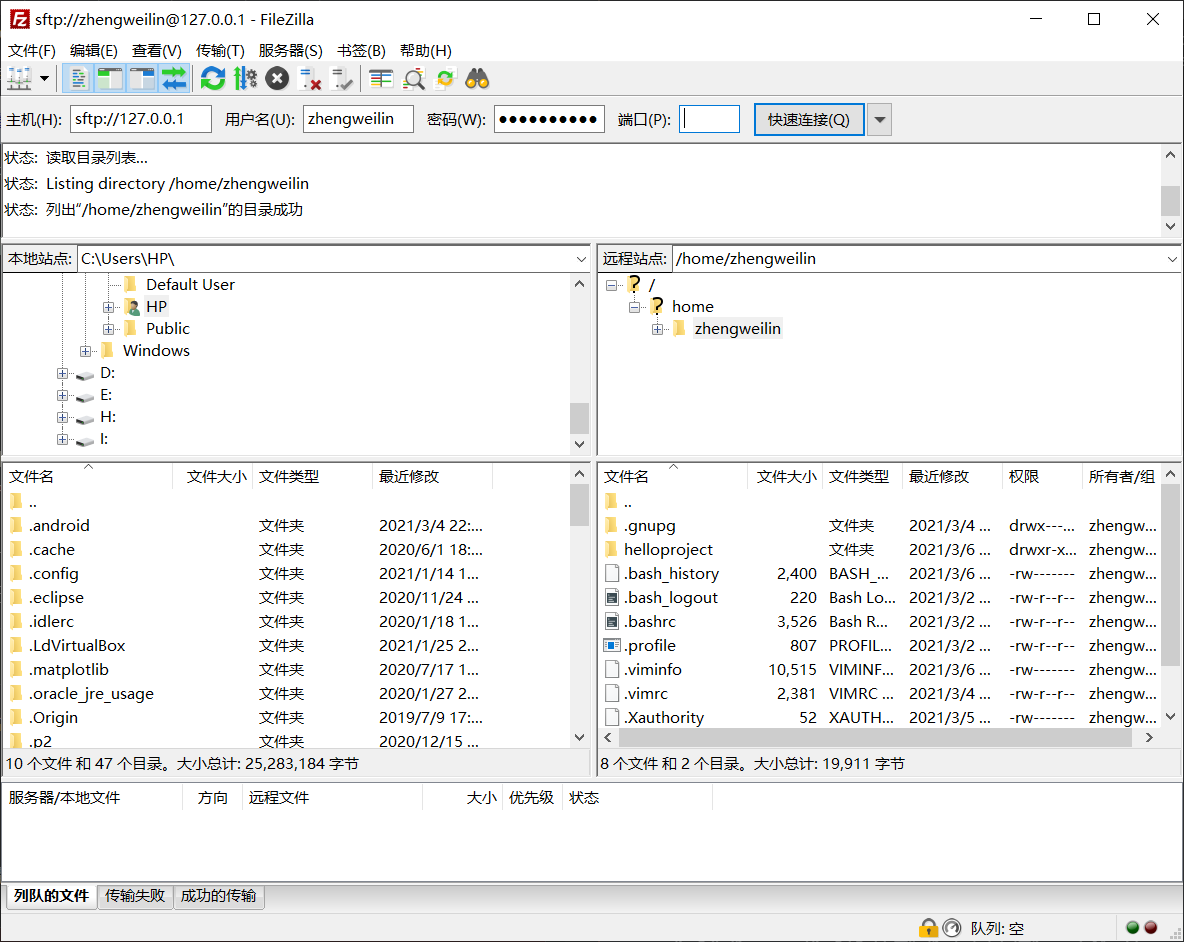 sftp://zhengweilin@127.0.0.1 - FileZilla
文件(F) 编辑(E) 查看(V) 传输(T) 服务器(S) 书签(B) 帮助(H)
主机(H): sftp://127.0.0.1 用户名(U): zhengweilin 密码(W): ●●●●●●●●●● 端口(P): 快速连接(Q)
状态: 读取目录列表...
状态: Listing directory /home/zhengweilin
状态: 列出“/home/zhengweilin”的目录成功
本地站点: C:\Users\HP\ 远程站点: /home/zhengweilin
Default User /
HP home
Public zhengweilin
Windows
D:
E:
H:
I:
文件名 文件大小 文件类型 最近修改 文件名 文件大小 文件类型 最近修改 权限 所有者/组
.. ..
.android 文件夹 2021/3/4 22:... .gnupg 文件夹 2021/3/4 ... drwx---... zhengw...
.cache 文件夹 2020/6/1 18:... helloproject 文件夹 2021/3/6 ... drwxr-x... zhengw...
.config 文件夹 2021/1/14 1... .bash_history 2,400 BASH_... 2021/3/6 ... -rw------- zhengw...
.eclipse 文件夹 2020/11/24 ... .bash_logout 220 Bash Lo... 2021/3/2 ... -rw-r--r-- zhengw...
.idlerc 文件夹 2020/1/18 1... .bashrc 3,526 Bash R... 2021/3/2 ... -rw-r--r-- zhengw...
.LdVirtualBox 文件夹 2021/1/25 2... .profile 807 PROFIL... 2021/3/2 ... -rw-r--r-- zhengw...
.matplotlib 文件夹 2020/7/17 1... .viminfo 10,515 VIMINF... 2021/3/6 ... -rw------- zhengw...
.oracle_jre_usage 文件夹 2020/1/27 2... .vimrc 2,381 VIMRC ... 2021/3/4 ... -rw-r--r-- zhengw...
.Origin 文件夹 2019/7/9 17:... .Xauthority 52 XAUTH... 2021/3/5 ... -rw------- zhengw...
.p2 文件夹 2020/12/15 ...
10 个文件 和 47 个目录。大小总计: 25,283,184 字节 8 个文件 和 2 个目录。大小总计: 19,911 字节
服务器/本地文件 方向 远程文件 大小 优先级 状态
列队的文件 传输失败 成功的传输
队列: 空